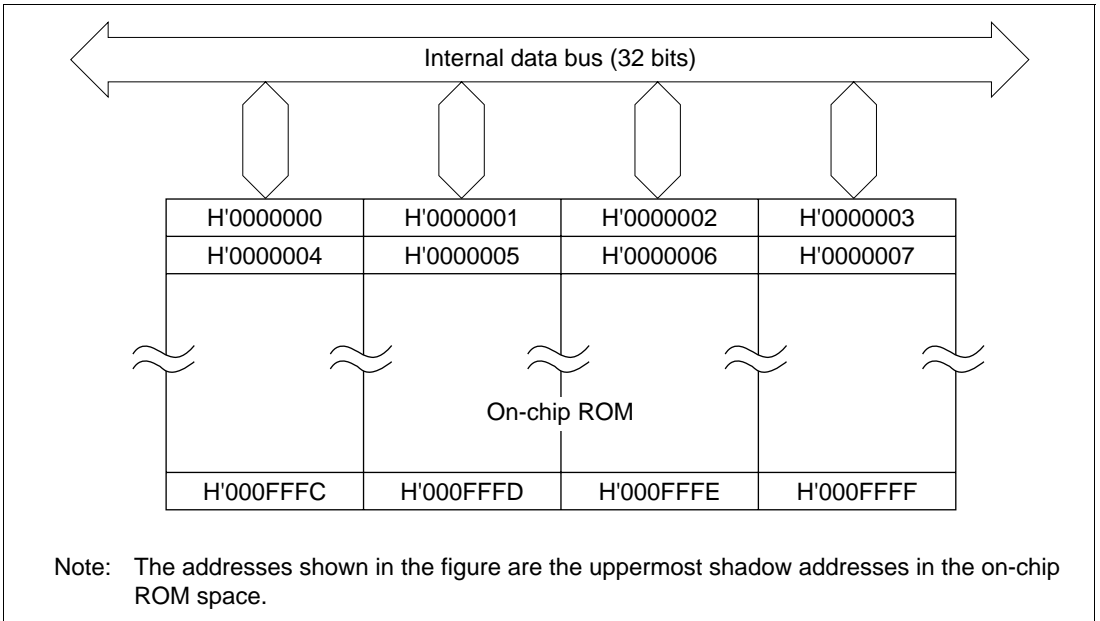 Internal data bus (32 bits)
H'0000000 H'0000001 H'0000002 H'0000003
H'0000004 H'0000005 H'0000006 H'0000007
On-chip ROM
H'000FFFC H'000FFFD H'000FFFE H'000FFFF
Note: The addresses shown in the figure are the uppermost shadow addresses in the on-chip
ROM space.